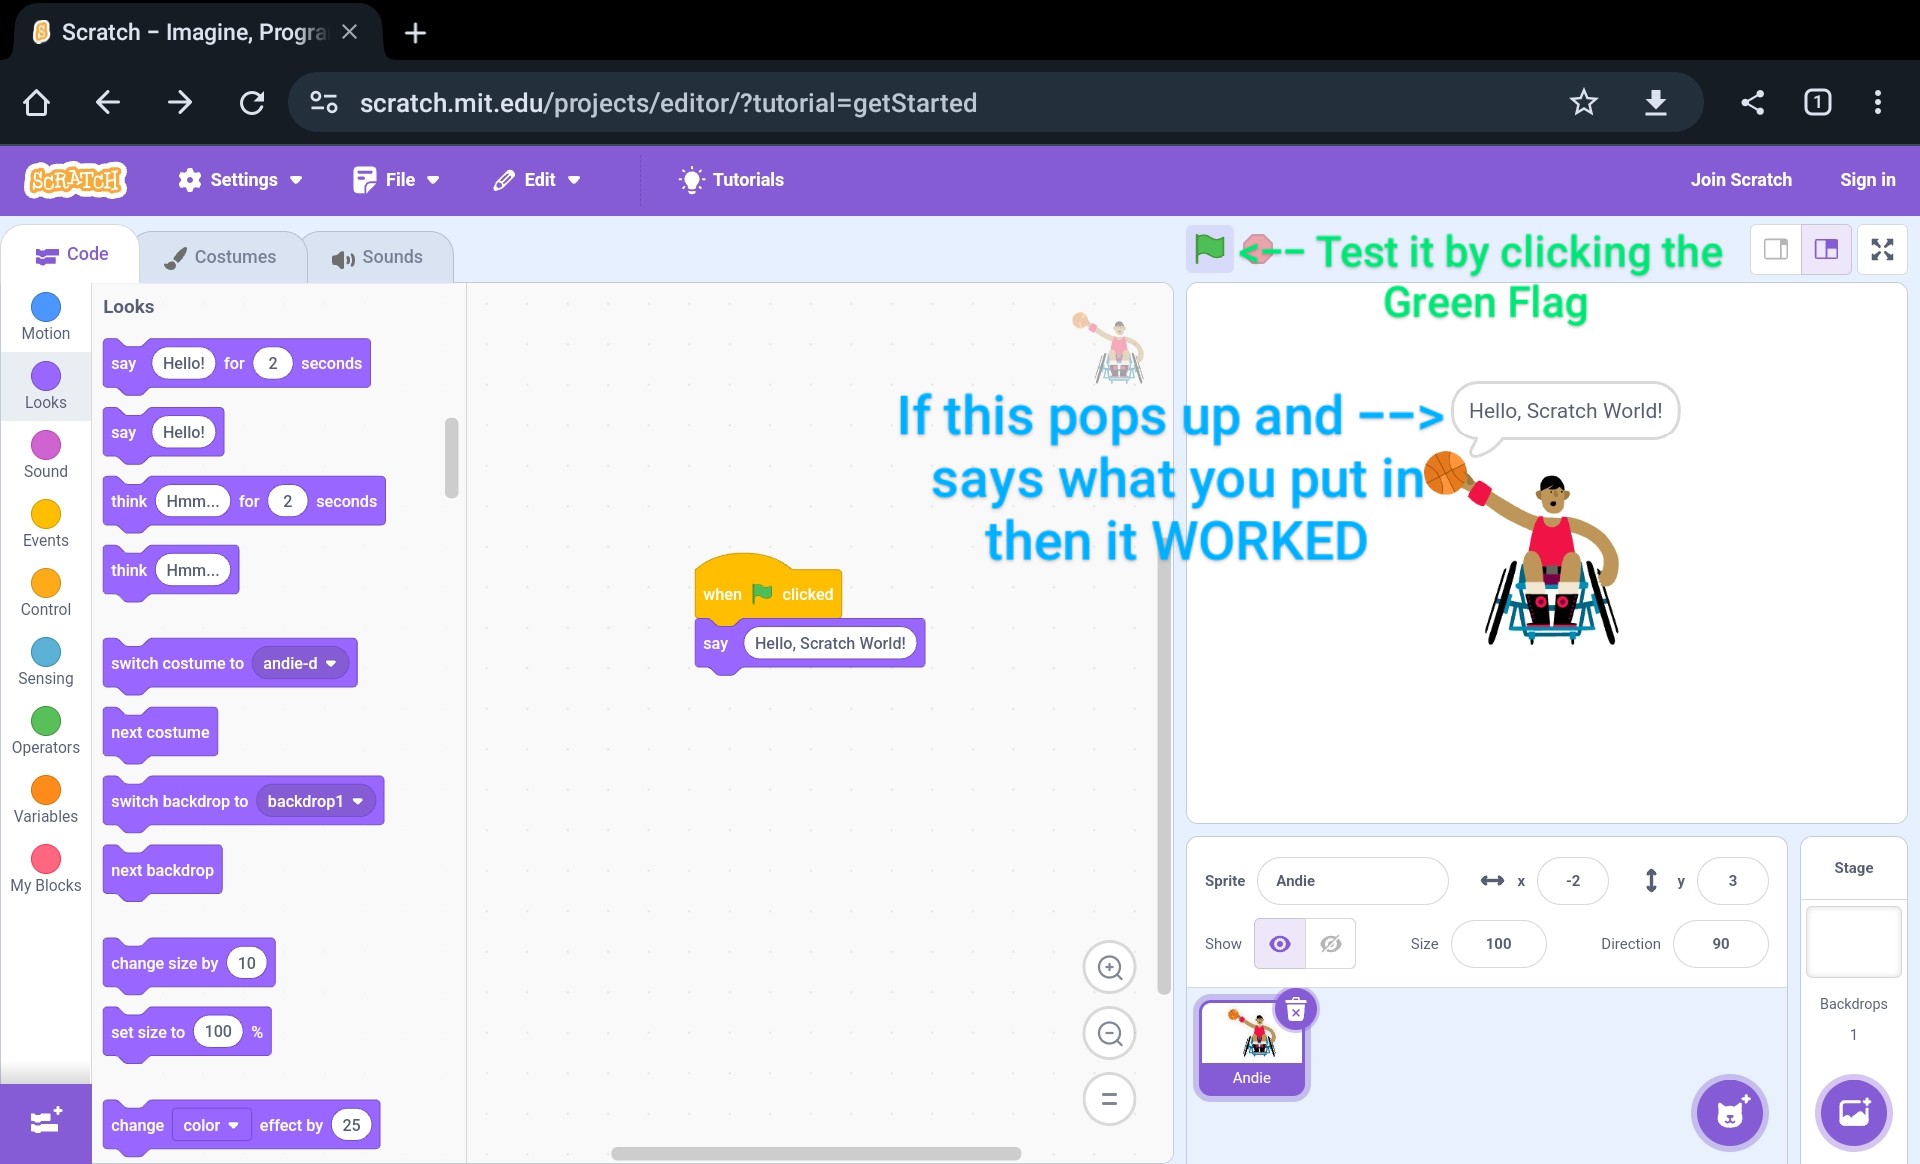 Scratch – Imagine, Progra
scratch.mit.edu/projects/editor/?tutorial=getStarted
1
SCRATCH
Settings
File
Edit
Tutorials
Join Scratch
Sign in
Code
Costumes
Sounds
<-- Test it by clicking the
Green Flag
Motion
Looks
Sound
Events
Control
Sensing
Operators
Variables
My Blocks
Looks
say Hello! for 2 seconds
say Hello!
think Hmm... for 2 seconds
think Hmm...
switch costume to andie-d
next costume
switch backdrop to backdrop1
next backdrop
change size by 10
set size to 100 %
change color effect by 25
when clicked
say Hello, Scratch World!
If this pops up and -->
says what you put in
then it WORKED
Hello, Scratch World!
Sprite Andie x -2 y 3
Show Size 100 Direction 90
Andie
Stage
Backdrops
1